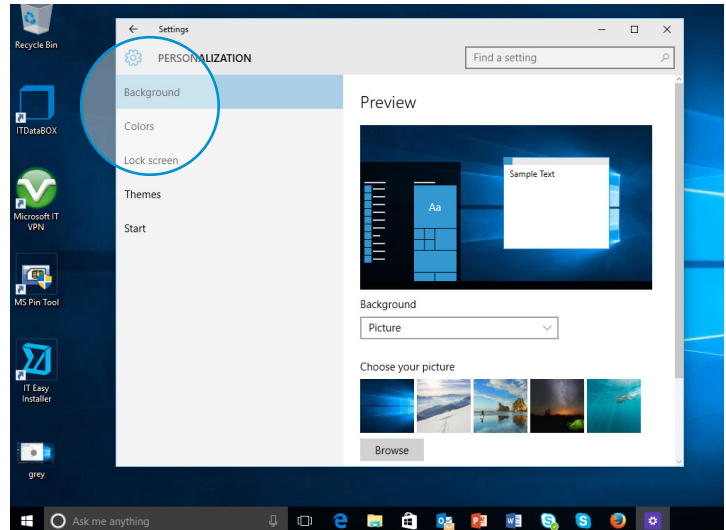 Recycle Bin
ITDataBOX
Microsoft IT
VPN
MS Pin Tool
IT Easy
Installer
grey
Settings
PERSONALIZATION
Find a setting
Background
Colors
Lock screen
Themes
Start
Preview
Sample Text
Aa
Background
Picture
Choose your picture
Browse
Ask me anything